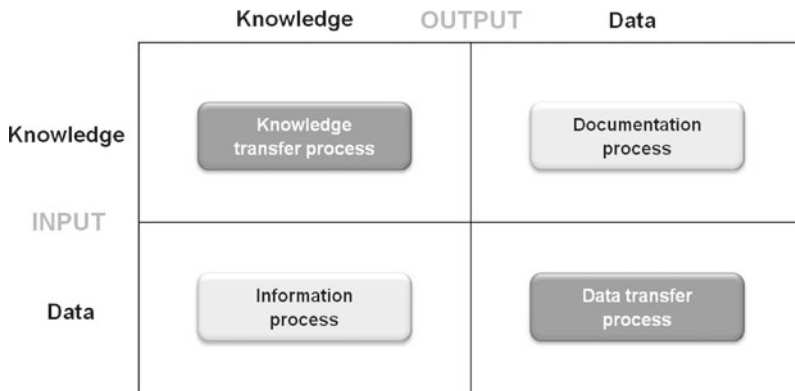 Knowledge OUTPUT Data
Knowledge
Knowledge
transfer process
Documentation
process
INPUT
Data
Information
process
Data transfer
process